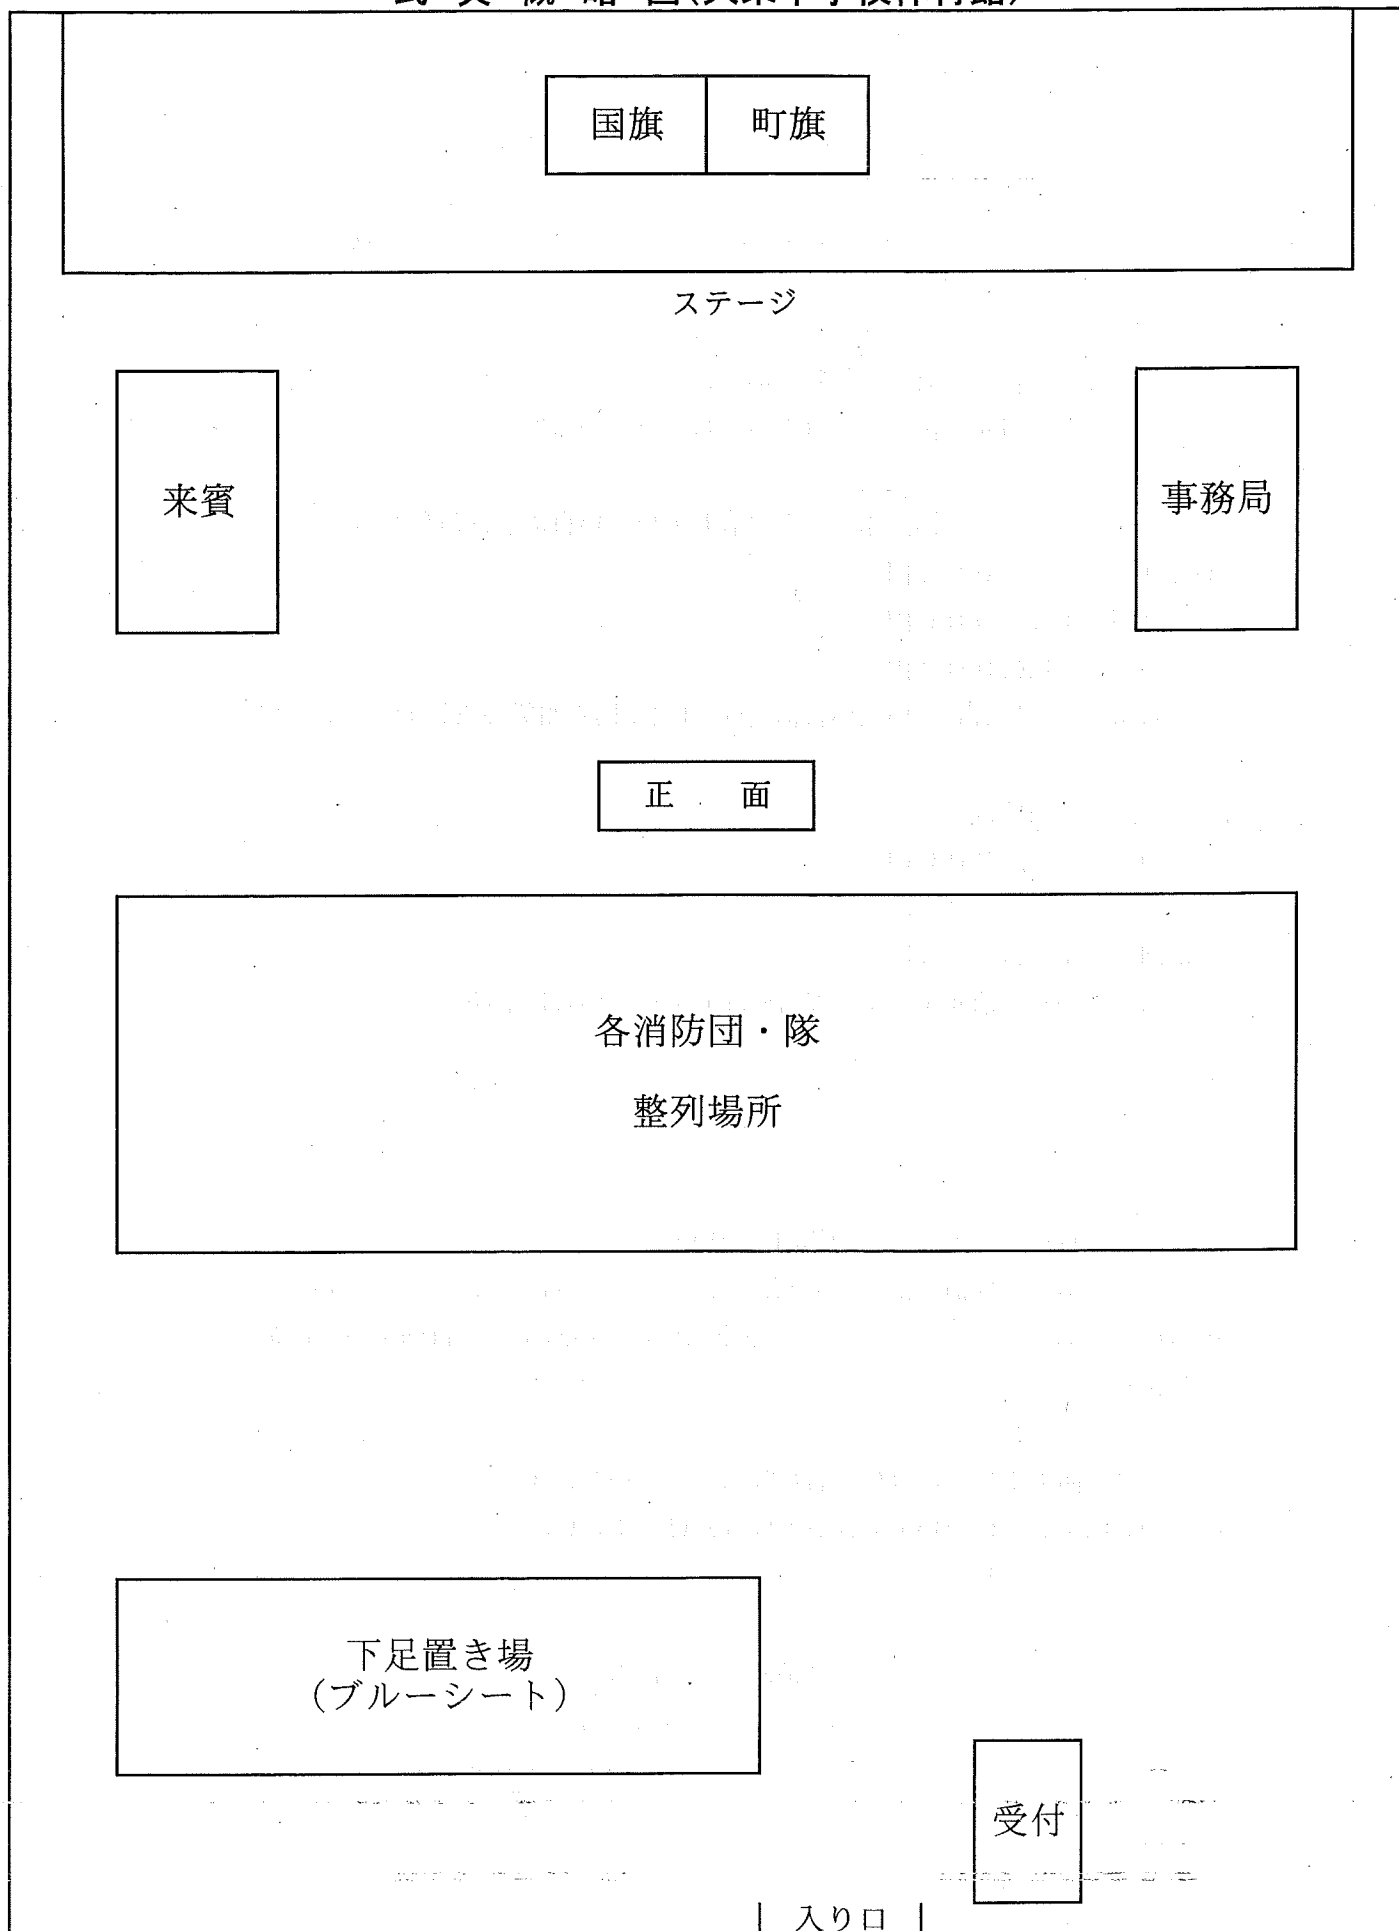 国旗 町旗
ステージ
来賓
事務局
正 面
各消防団・隊
整列場所
下足置き場
(ブルーシート)
受付
入り口